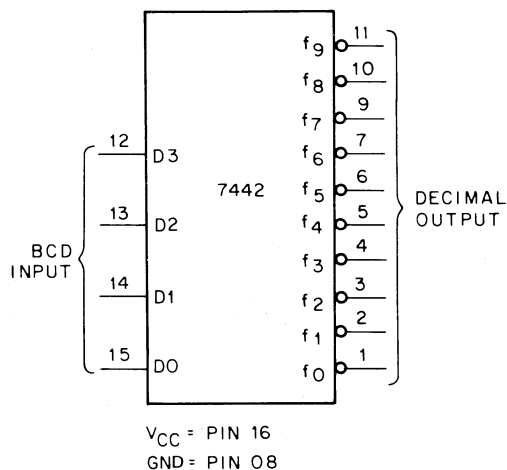 f9 11
f8 10
f7 9
12 D3 f6 7
7442 f5 6
DECIMAL
OUTPUT
13 D2 f4 5
BCD
INPUT
f3 4
14 D1 f2 3
f1 2
15 D0 f0 1
VCC = PIN 16
GND = PIN 08